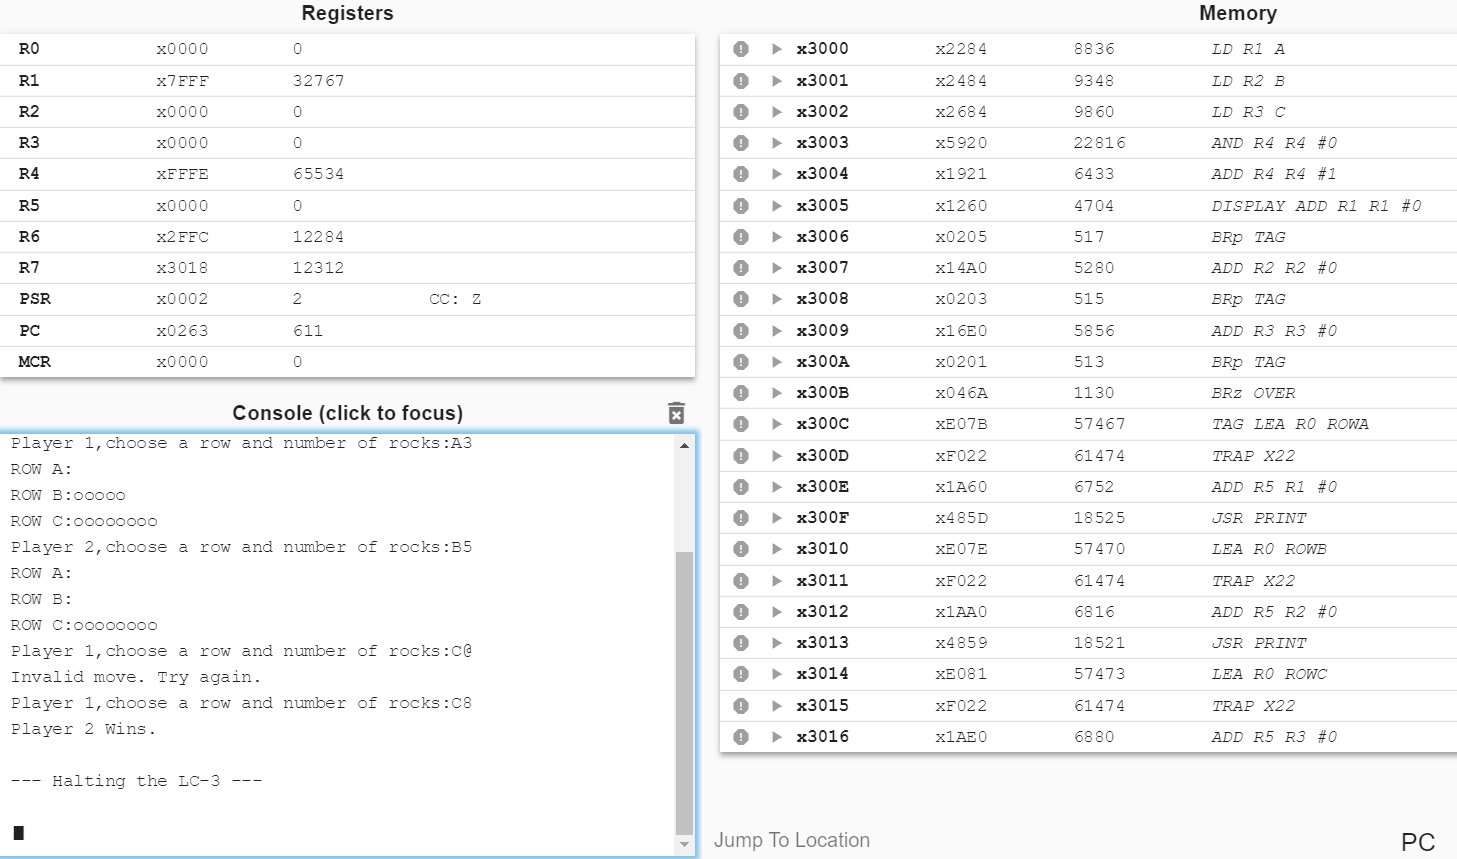 Registers
R0 x0000 0
R1 x7FFF 32767
R2 x0000 0
R3 x0000 0
R4 xFFFE 65534
R5 x0000 0
R6 x2FFC 12284
R7 x3018 12312
PSR x0002 2 CC: Z
PC x0263 611
MCR x0000 0
Console (click to focus)
Player 1,choose a row and number of rocks:A3
ROW A:
ROW B:ooooo
ROW C:oooooooo
Player 2,choose a row and number of rocks:B5
ROW A:
ROW B:
ROW C:oooooooo
Player 1,choose a row and number of rocks:C@
Invalid move. Try again.
Player 1,choose a row and number of rocks:C8
Player 2 Wins.
--- Halting the LC-3 ---
Memory
x3000 x2284 8836 LD R1 A
x3001 x2484 9348 LD R2 B
x3002 x2684 9860 LD R3 C
x3003 x5920 22816 AND R4 R4 #0
x3004 x1921 6433 ADD R4 R4 #1
x3005 x1260 4704 DISPLAY ADD R1 R1 #0
x3006 x0205 517 BRp TAG
x3007 x14A0 5280 ADD R2 R2 #0
x3008 x0203 515 BRp TAG
x3009 x16E0 5856 ADD R3 R3 #0
x300A x0201 513 BRp TAG
x300B x046A 1130 BRz OVER
x300C xE07B 57467 TAG LEA R0 ROWA
x300D xF022 61474 TRAP X22
x300E x1A60 6752 ADD R5 R1 #0
x300F x485D 18525 JSR PRINT
x3010 xE07E 57470 LEA R0 ROWB
x3011 xF022 61474 TRAP X22
x3012 x1AA0 6816 ADD R5 R2 #0
x3013 x4859 18521 JSR PRINT
x3014 xE081 57473 LEA R0 ROWC
x3015 xF022 61474 TRAP X22
x3016 x1AE0 6880 ADD R5 R3 #0
Jump To Location PC